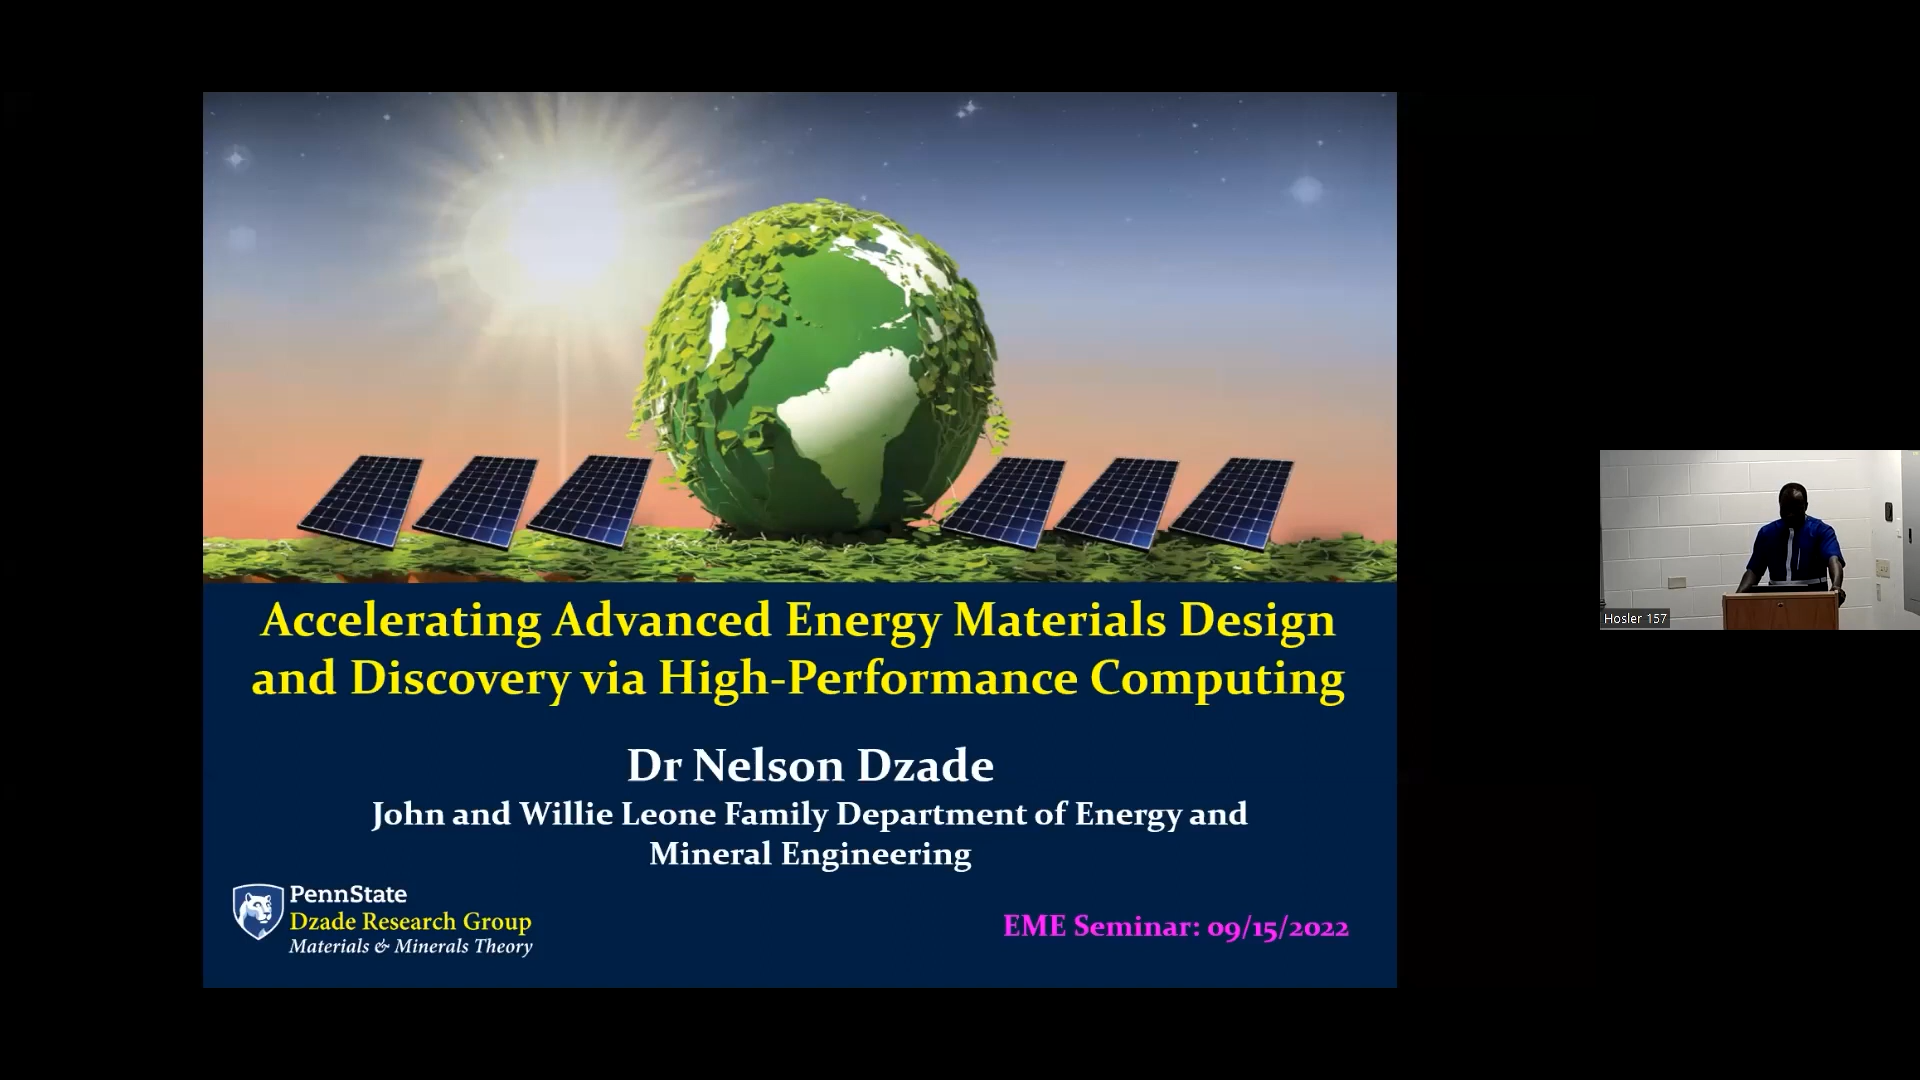 Accelerating Advanced Energy Materials Design
and Discovery via High-Performance Computing
Dr Nelson Dzade
John and Willie Leone Family Department of Energy and
Mineral Engineering
PennState
Dzade Research Group
Materials & Minerals Theory
EME Seminar: 09/15/2022
Hosler 157